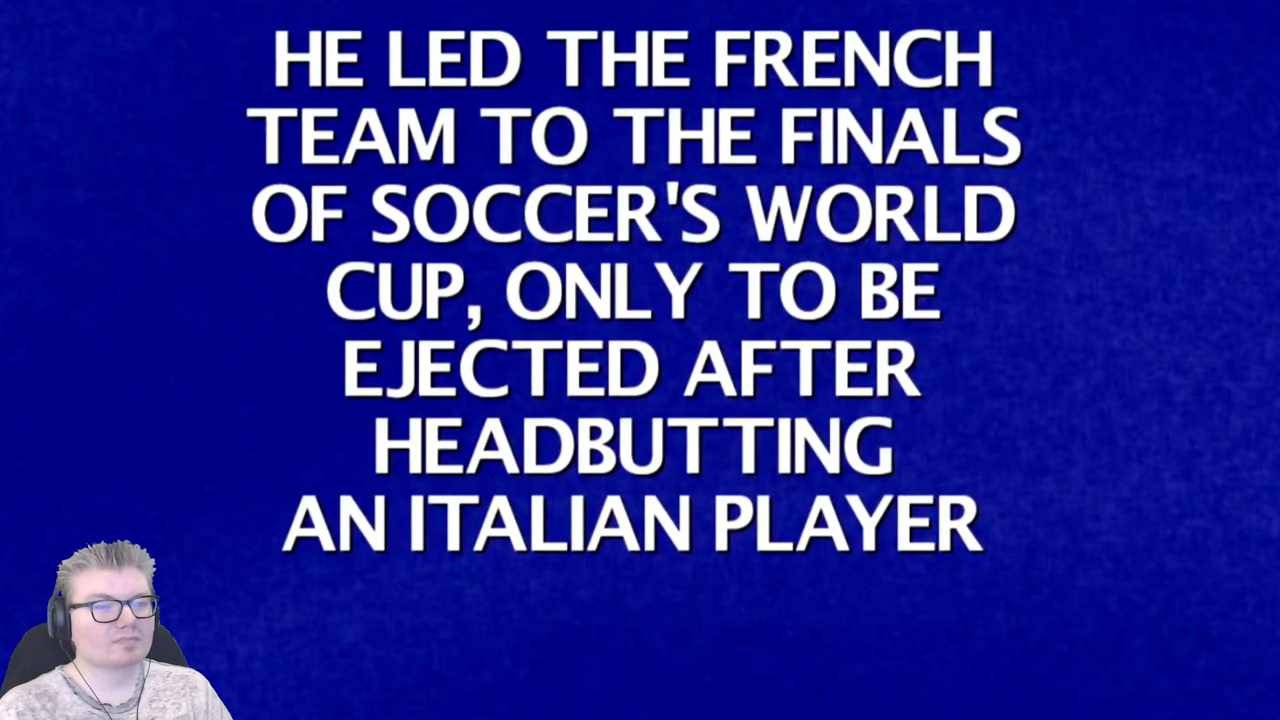 HE LED THE FRENCH
TEAM TO THE FINALS
OF SOCCER'S WORLD
CUP, ONLY TO BE
EJECTED AFTER
HEADBUTTING
AN ITALIAN PLAYER